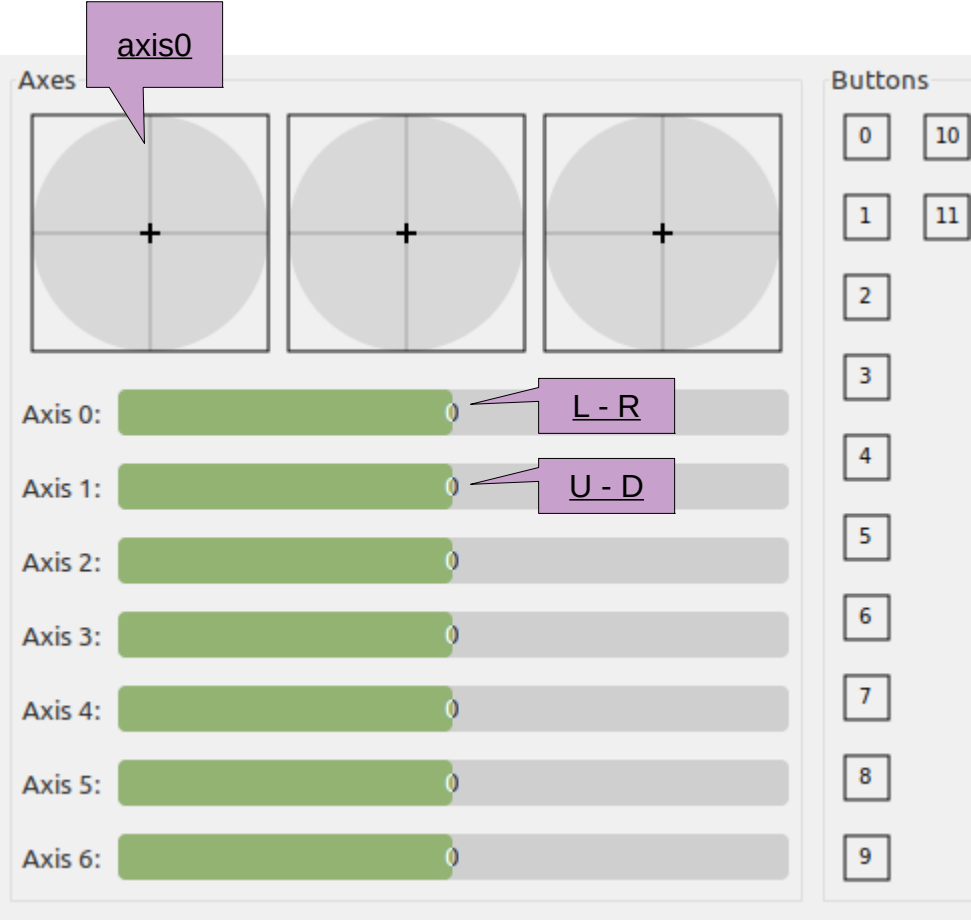 axis0
Axes
Buttons
0 10
1 11
2
3
4
5
6
7
8
9
Axis 0: 0 L - R
Axis 1: 0 U - D
Axis 2: 0
Axis 3: 0
Axis 4: 0
Axis 5: 0
Axis 6: 0